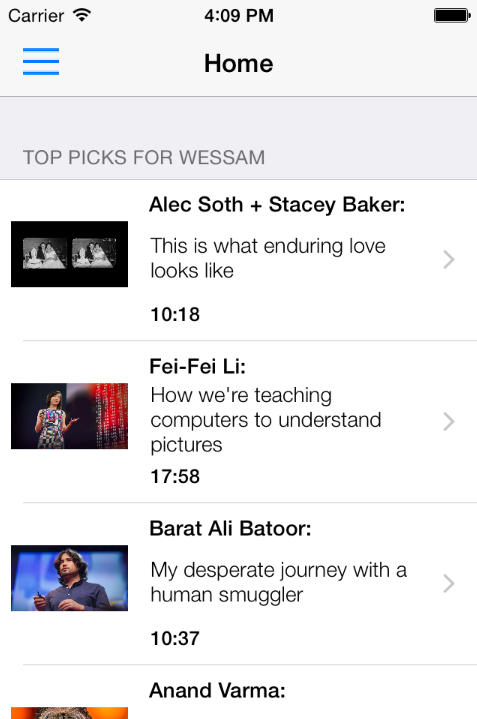 Carrier 4:09 PM
Home
TOP PICKS FOR WESSAM
Alec Soth + Stacey Baker:
This is what enduring love
looks like
10:18
Fei-Fei Li:
How we're teaching
computers to understand
pictures
17:58
Barat Ali Batoor:
My desperate journey with a
human smuggler
10:37
Anand Varma: